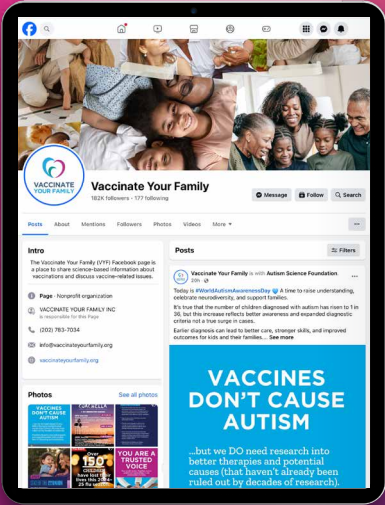 VACCINATE
YOUR FAMILY
Vaccinate Your Family
182K followers • 177 following
Message
Follow
Search
Posts
About
Mentions
Followers
Photos
Videos
More
Intro
The Vaccinate Your Family (VYF) Facebook page is
a place to share science-based information about
vaccinations and discuss vaccine-related issues.
Page · Nonprofit organization
VACCINATE YOUR FAMILY INC
is responsible for this Page
(202) 783-7034
info@vaccinateyourfamily.org
vaccinateyourfamily.org
Photos
See all photos
VACCINES
DON'T CAUSE
AUTISM
Over
150
YOU ARE A
TRUSTED
VOICE
Posts
Filters
Vaccinate Your Family is with Autism Science Foundation.
20h
Today is #WorldAutismAwarenessDay A time to raise understanding,
celebrate neurodiversity, and support families.
It's true that the number of children diagnosed with autism has risen to 1 in
36, but this increase reflects better awareness and expanded diagnostic
criteria not a true surge in cases.
Earlier diagnosis can lead to better care, stronger skills, and improved
outcomes for kids and their families... See more
VACCINES
DON'T CAUSE
AUTISM
...but we DO need research into
better therapies and potential
causes (that haven't already been
ruled out by decades of research).